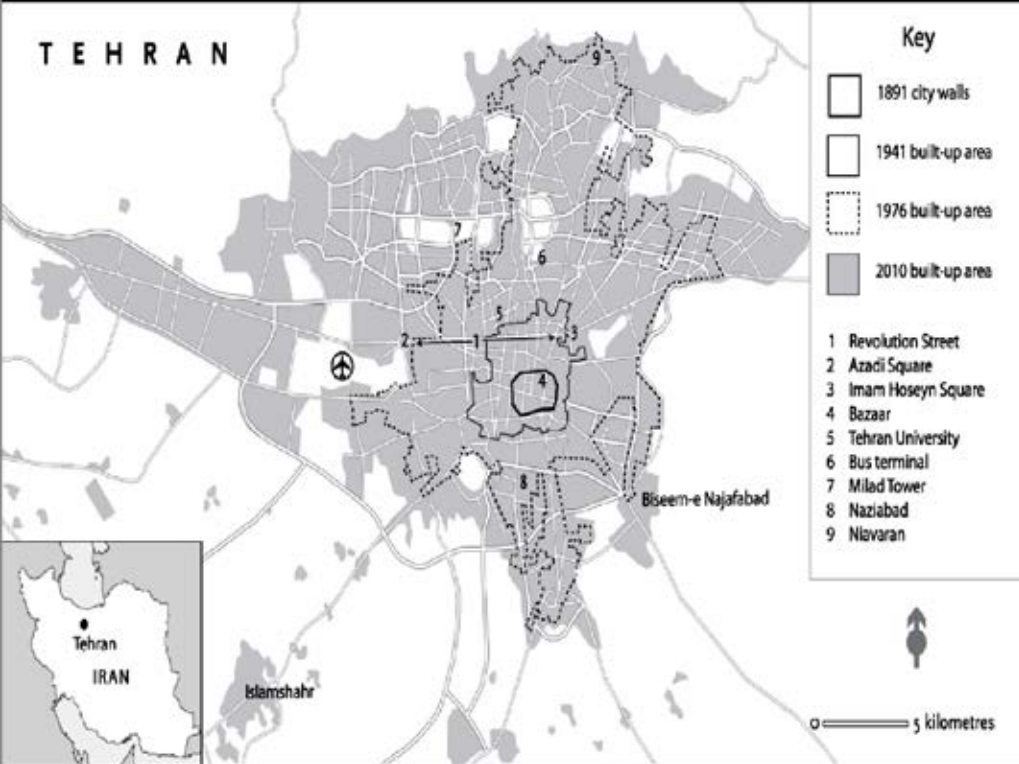 TEHRAN
Key
1891 city walls
1941 built-up area
1976 built-up area
2010 built-up area
1 Revolution Street
2 Azadi Square
3 Imam Hoseyn Square
4 Bazaar
5 Tehran University
6 Bus terminal
7 Milad Tower
8 Naziabad
9 Niavaran
9
7
6
5
2
1
3
4
8
Biseem-e Najafabad
Islamshahr
Tehran
IRAN
5 kilometres